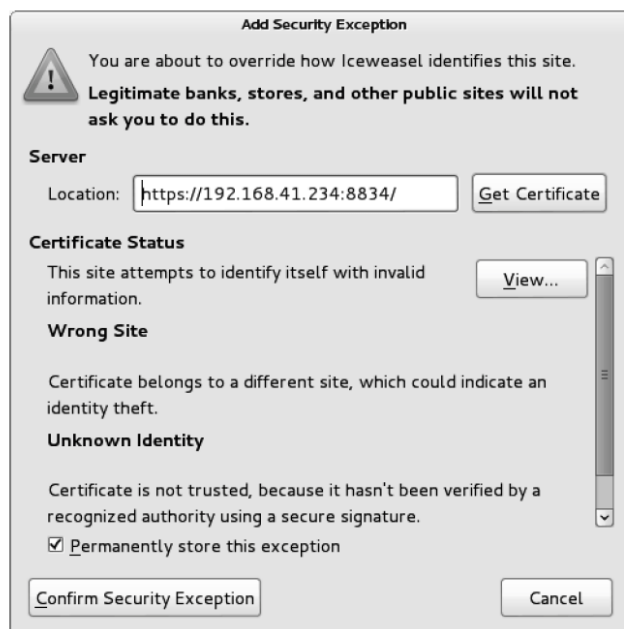 Add Security Exception
You are about to override how Iceweasel identifies this site.
Legitimate banks, stores, and other public sites will not
ask you to do this.
Server
Location:
https://192.168.41.234:8834/
Get Certificate
Certificate Status
This site attempts to identify itself with invalid
information.
View...
Wrong Site
Certificate belongs to a different site, which could indicate an
identity theft.
Unknown Identity
Certificate is not trusted, because it hasn't been verified by a
recognized authority using a secure signature.
Permanently store this exception
Confirm Security Exception
Cancel